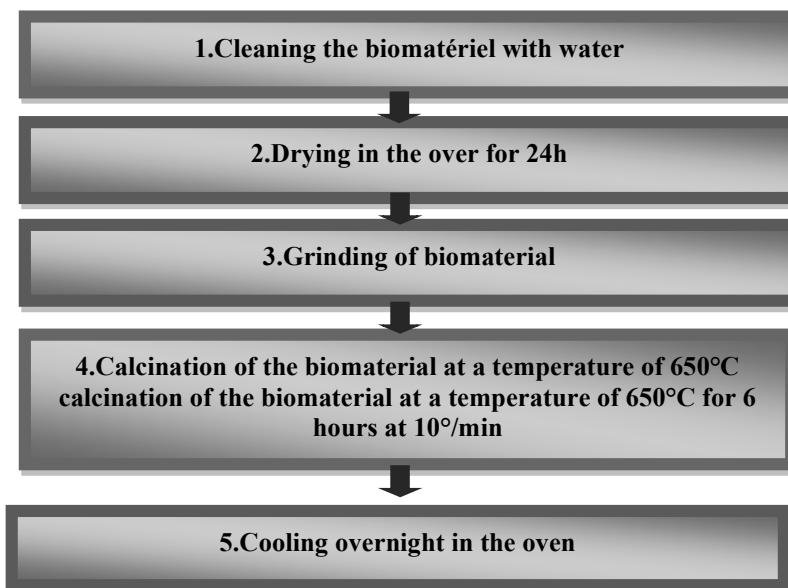 1.Cleaning the biomatériel with water
2.Drying in the over for 24h
3.Grinding of biomaterial
4.Calcination of the biomaterial at a temperature of 650°C
calcination of the biomaterial at a temperature of 650°C for 6
hours at 10°/min
5.Cooling overnight in the oven